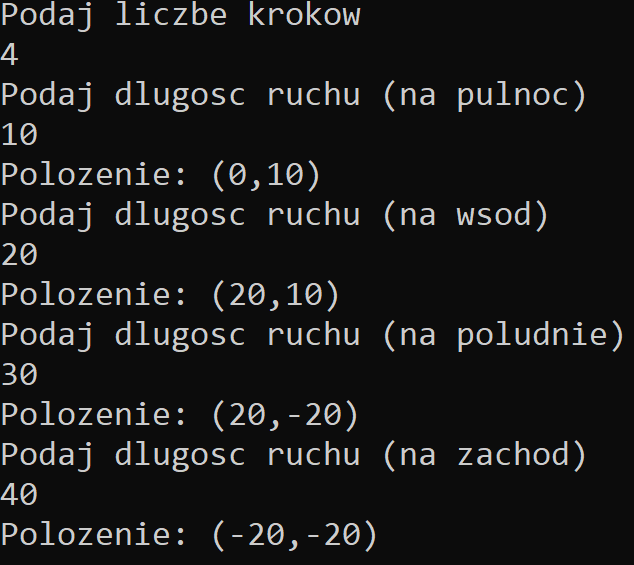 Podaj liczbe krokow
4
Podaj dlugosc ruchu (na pulnoc)
10
Polozenie: (0,10)
Podaj dlugosc ruchu (na wsod)
20
Polozenie: (20,10)
Podaj dlugosc ruchu (na poludnie)
30
Polozenie: (20,-20)
Podaj dlugosc ruchu (na zachod)
40
Polozenie: (-20,-20)